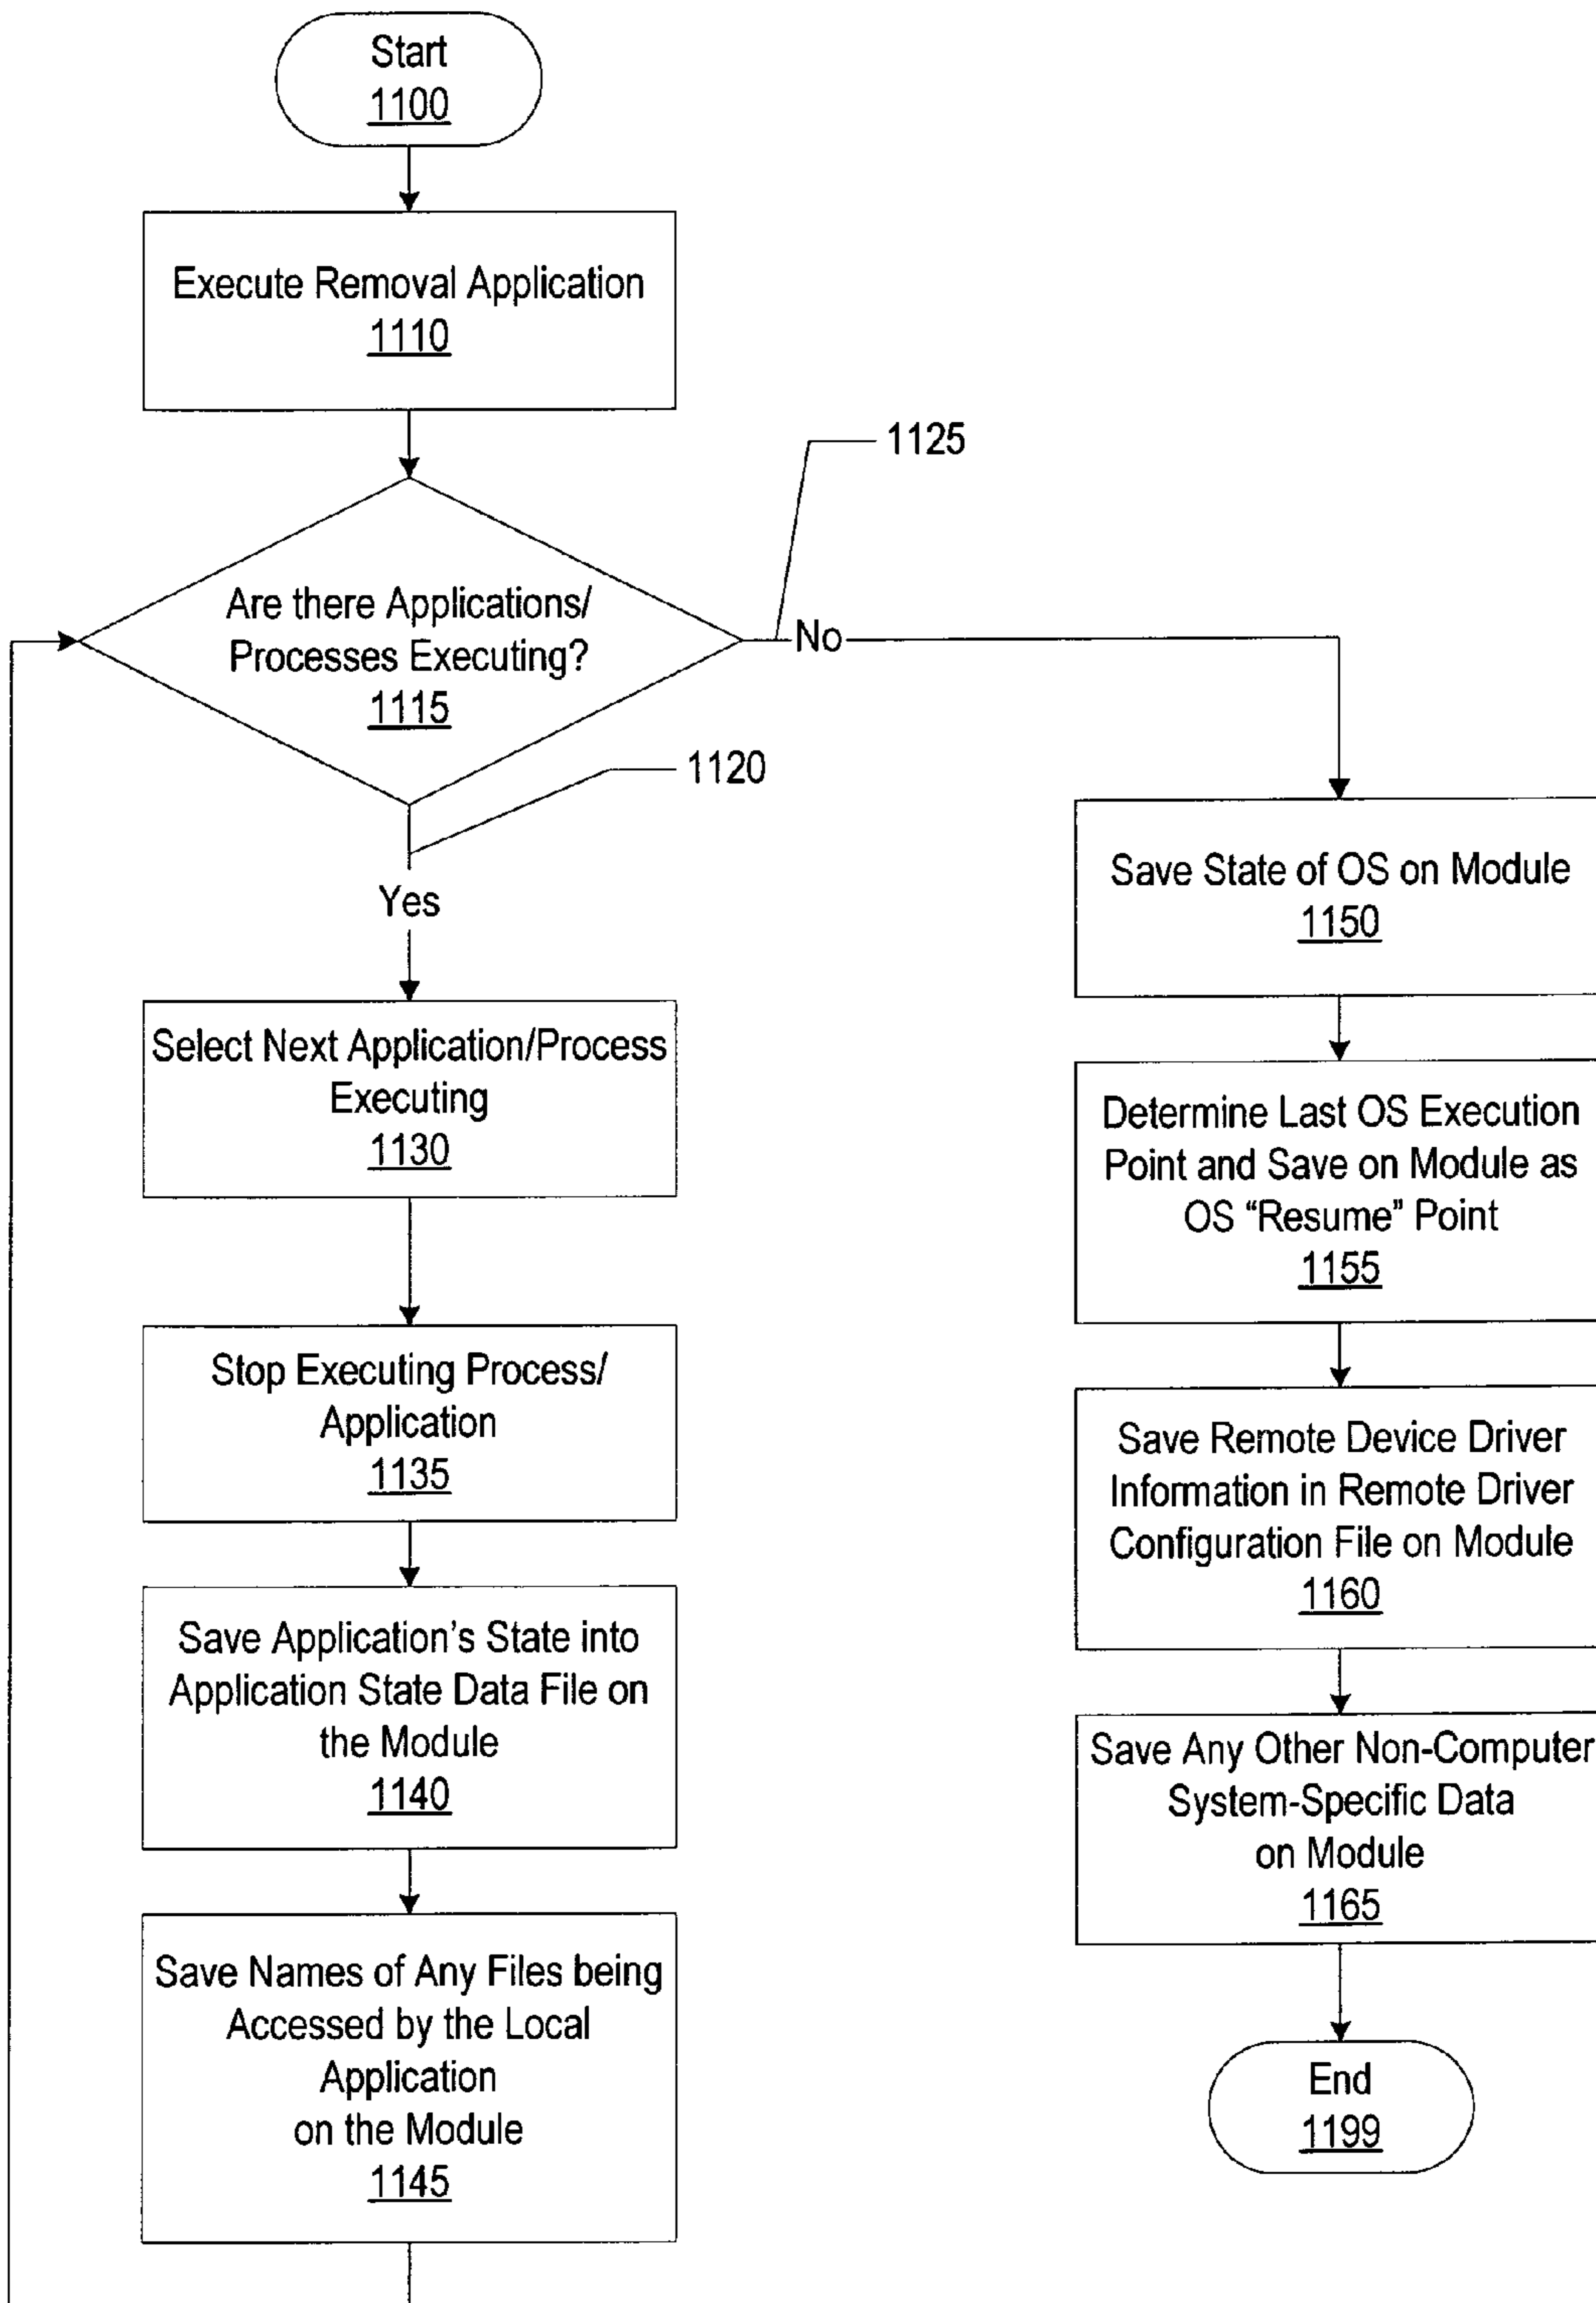 Start
1100
Execute Removal Application
1110
1125
Are there Applications/
Processes Executing?
1115
No
1120
Yes
Select Next Application/Process
Executing
1130
Stop Executing Process/
Application
1135
Save Application’s State into
Application State Data File on
the Module
1140
Save Names of Any Files being
Accessed by the Local
Application
on the Module
1145
Save State of OS on Module
1150
Determine Last OS Execution
Point and Save on Module as
OS “Resume” Point
1155
Save Remote Device Driver
Information in Remote Driver
Configuration File on Module
1160
Save Any Other Non-Computer
System-Specific Data
on Module
1165
End
1199